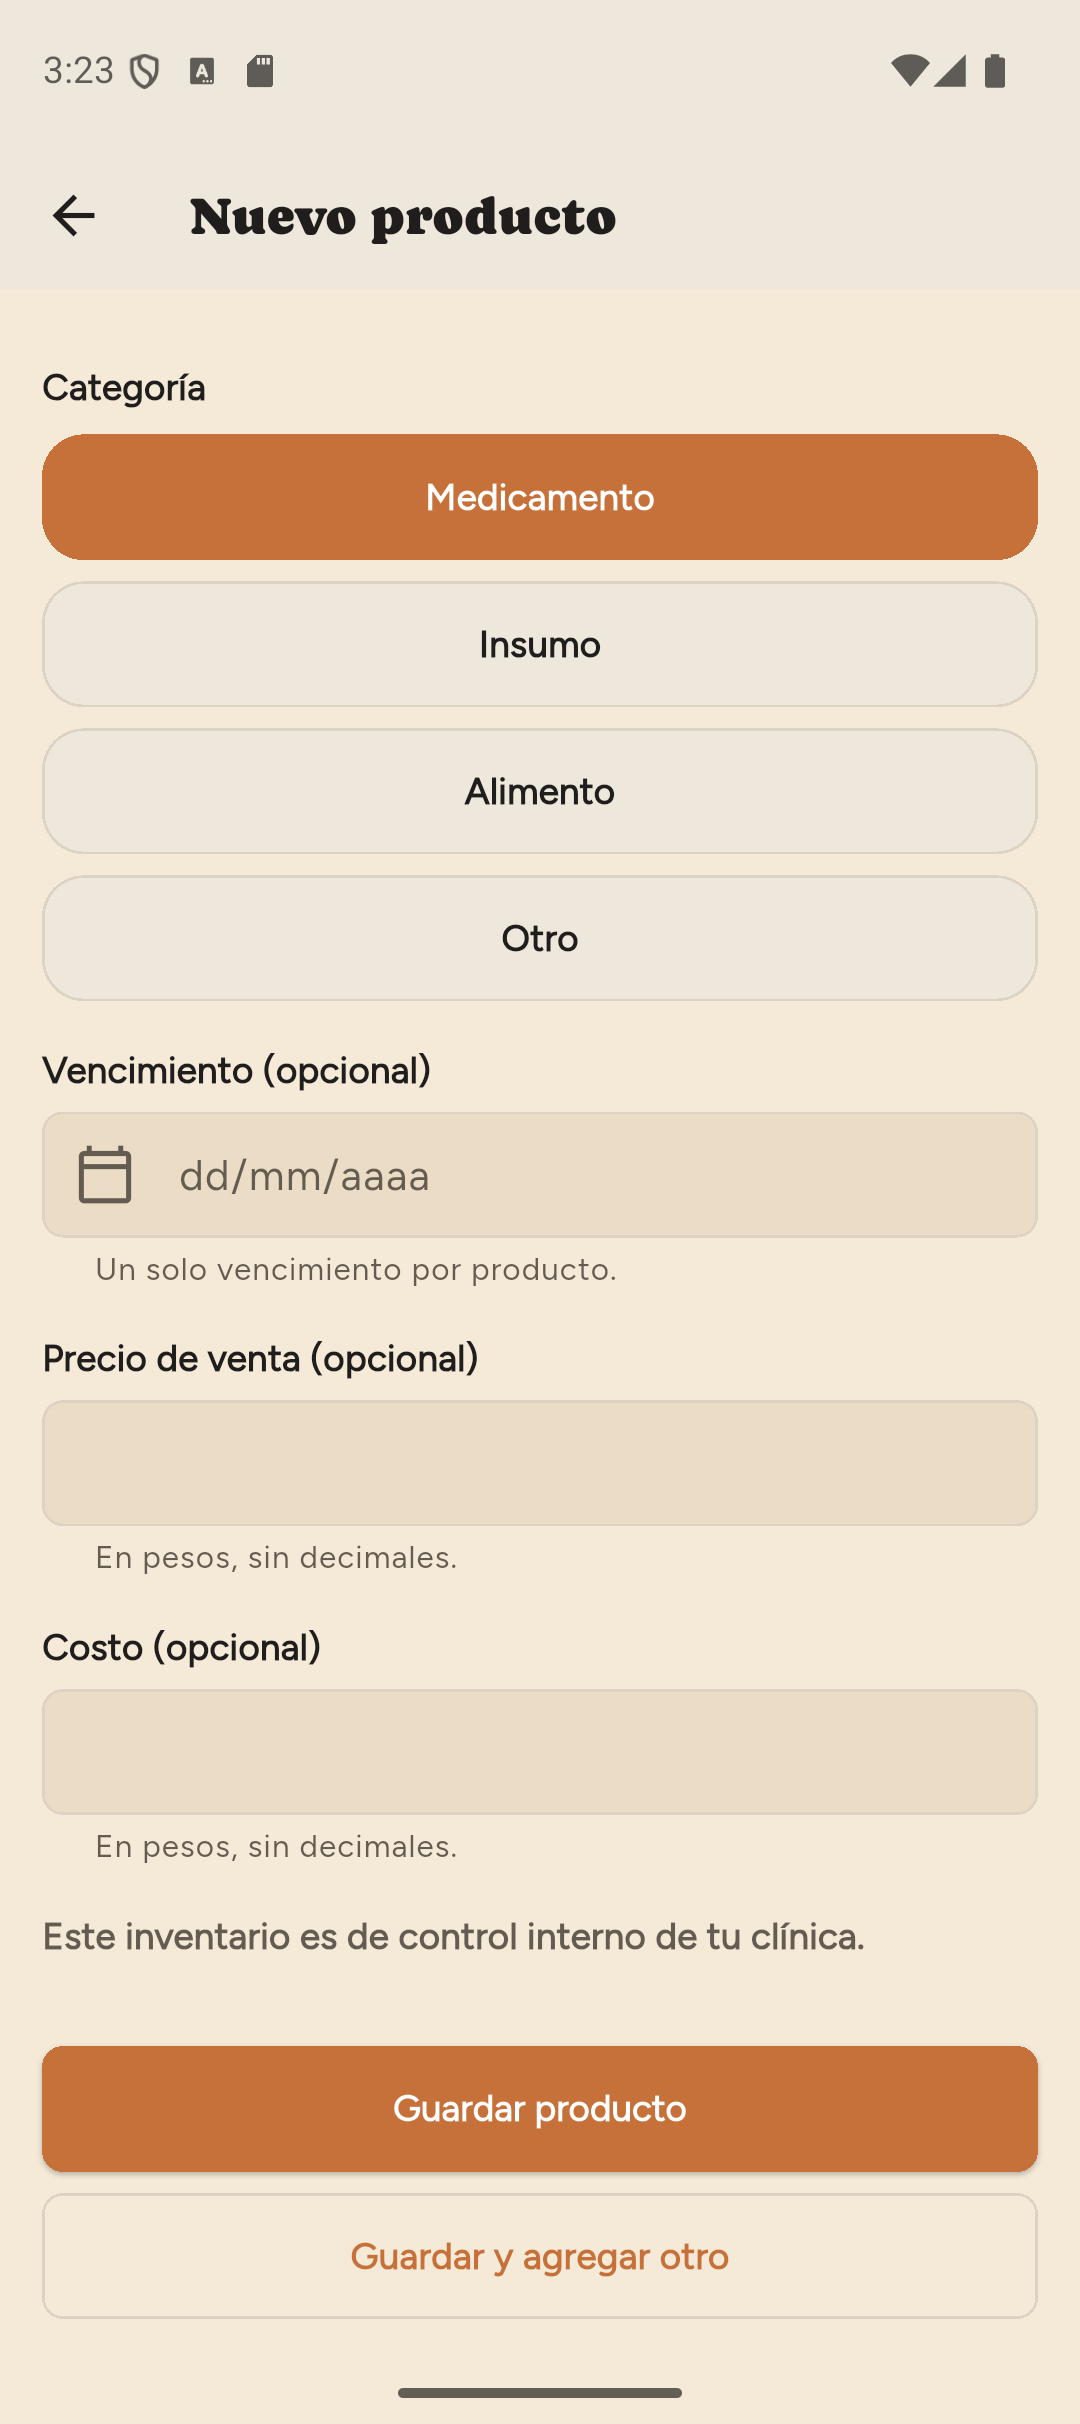 3:23
Nuevo producto
Categoría
Medicamento
Insumo
Alimento
Otro
Vencimiento (opcional)
dd/mm/aaaa
Un solo vencimiento por producto.
Precio de venta (opcional)
En pesos, sin decimales.
Costo (opcional)
En pesos, sin decimales.
Este inventario es de control interno de tu clínica.
Guardar producto
Guardar y agregar otro